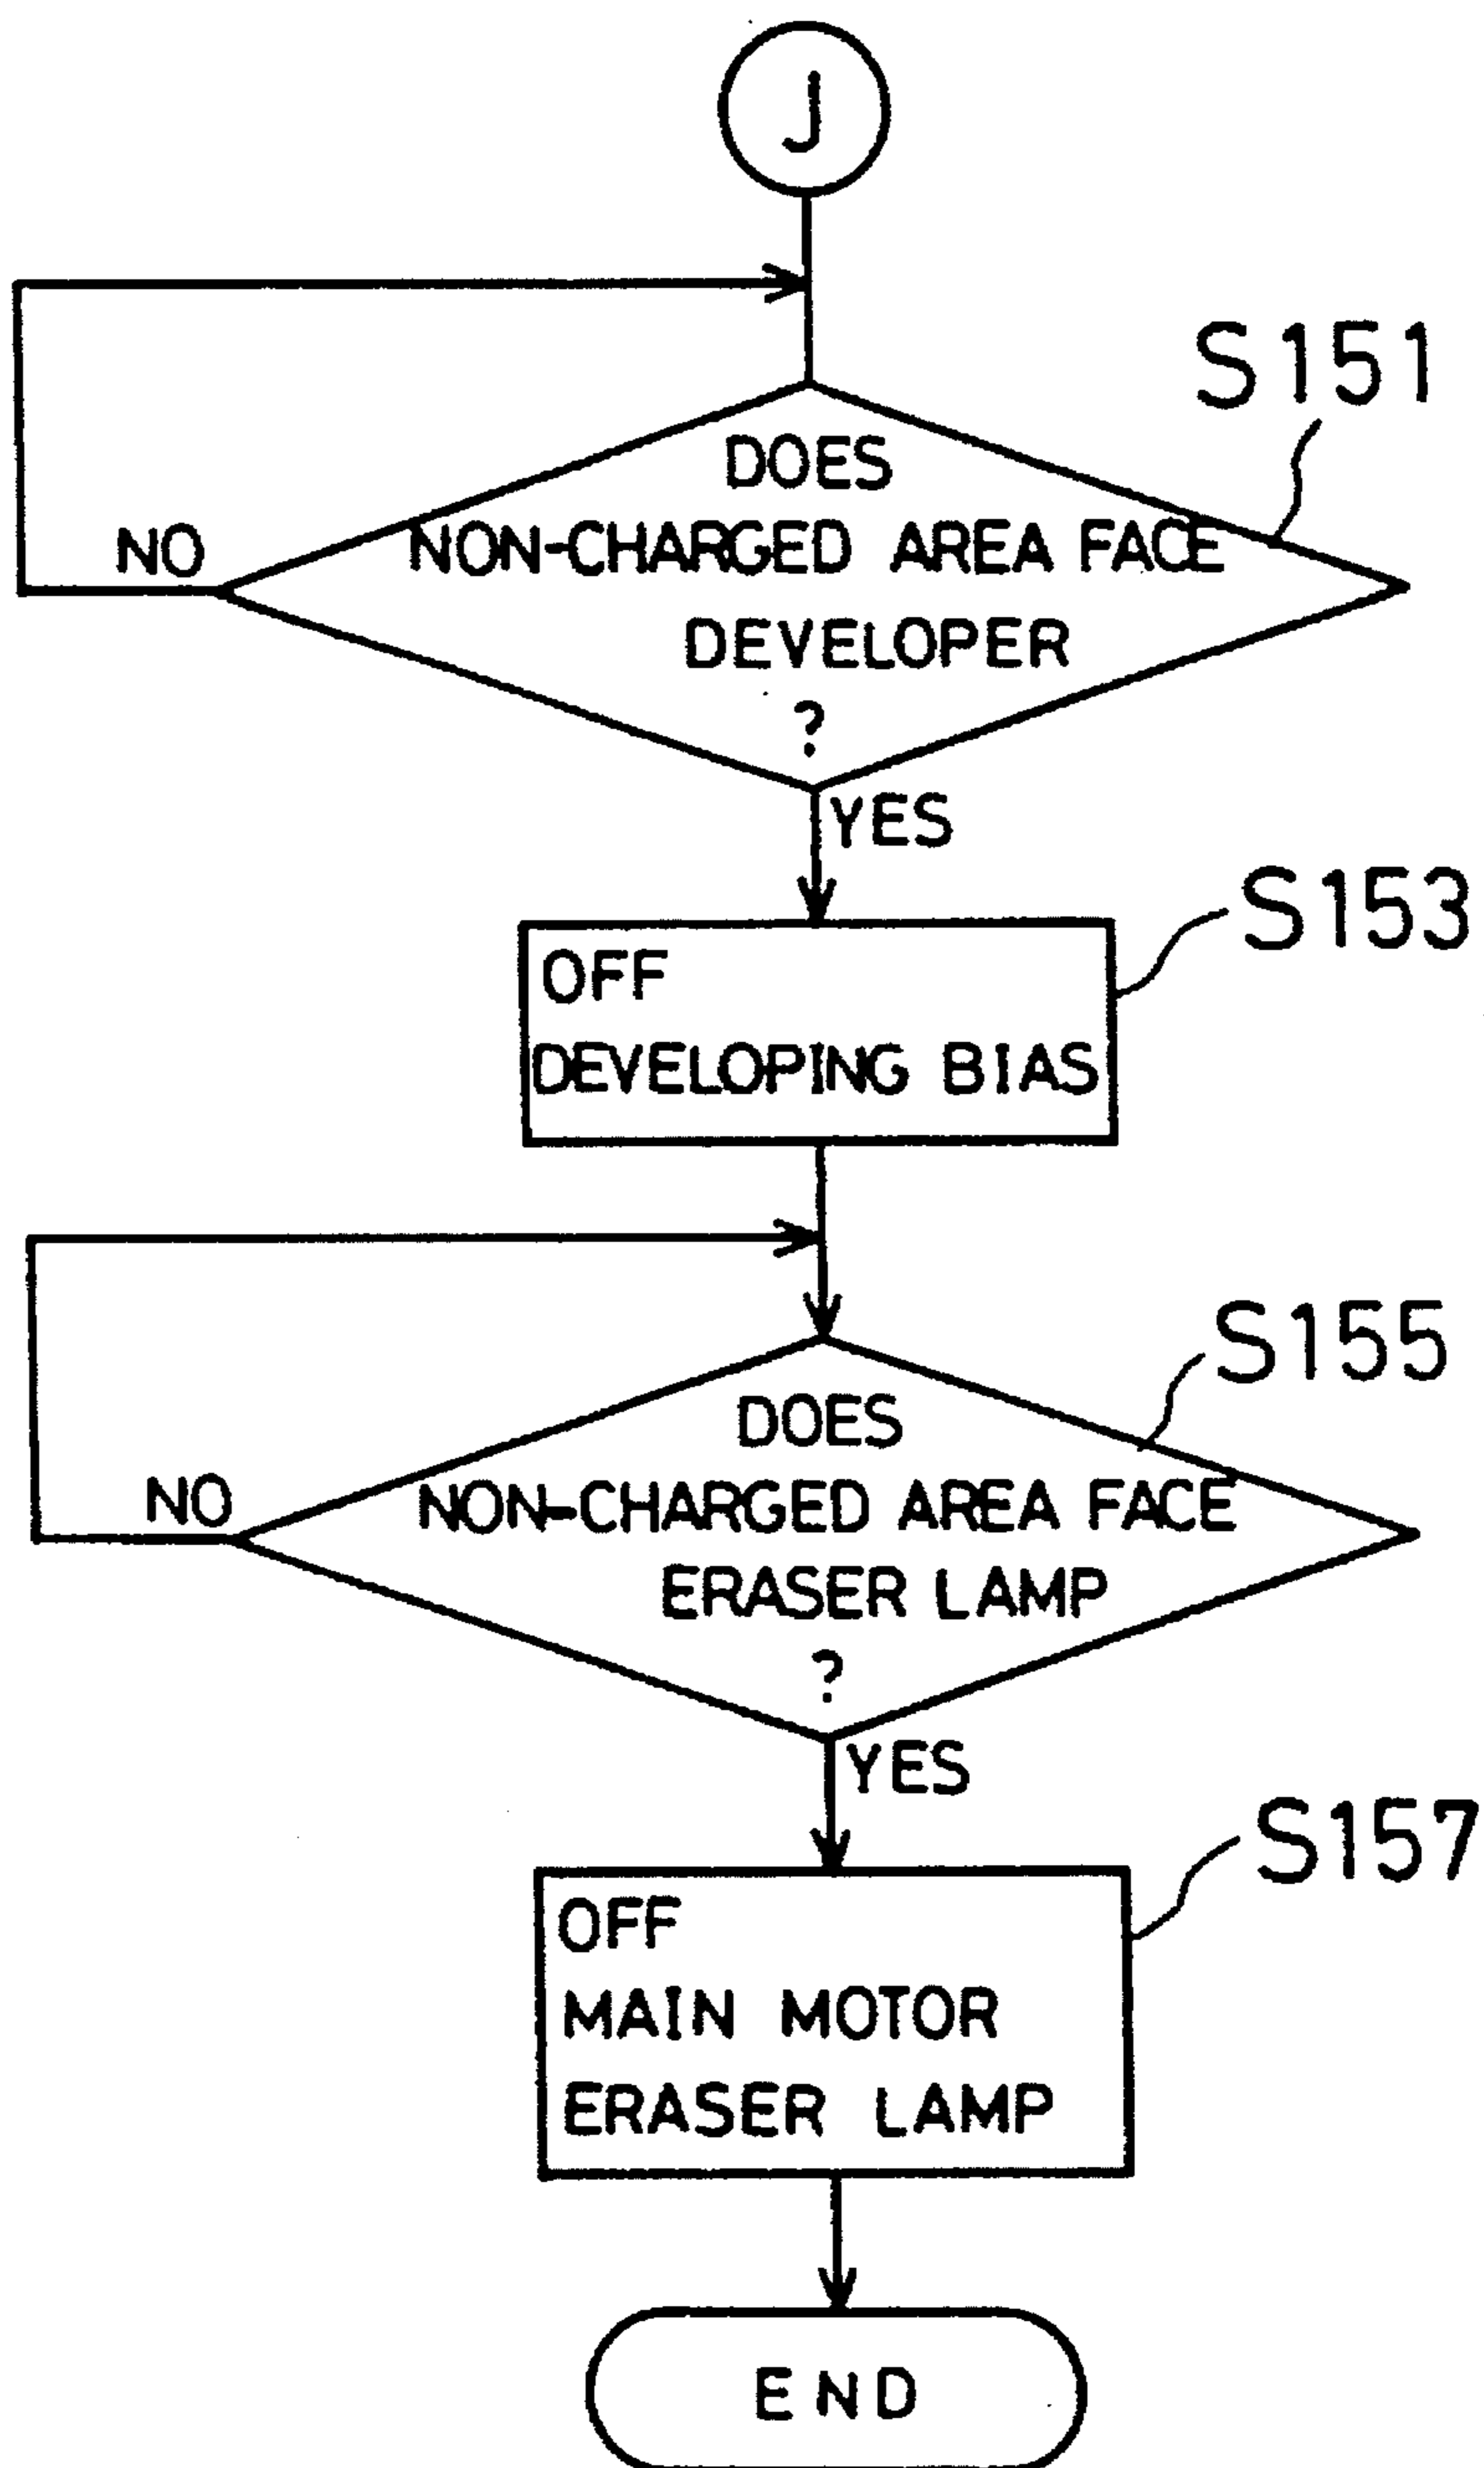 J
S151
DOES
NON-CHARGED AREA FACE
NO
DEVELOPER
?
YES
S153
OFF
DEVELOPING BIAS
S155
DOES
NON-CHARGED AREA FACE
NO
ERASER LAMP
?
YES
S157
OFF
MAIN MOTOR
ERASER LAMP
END